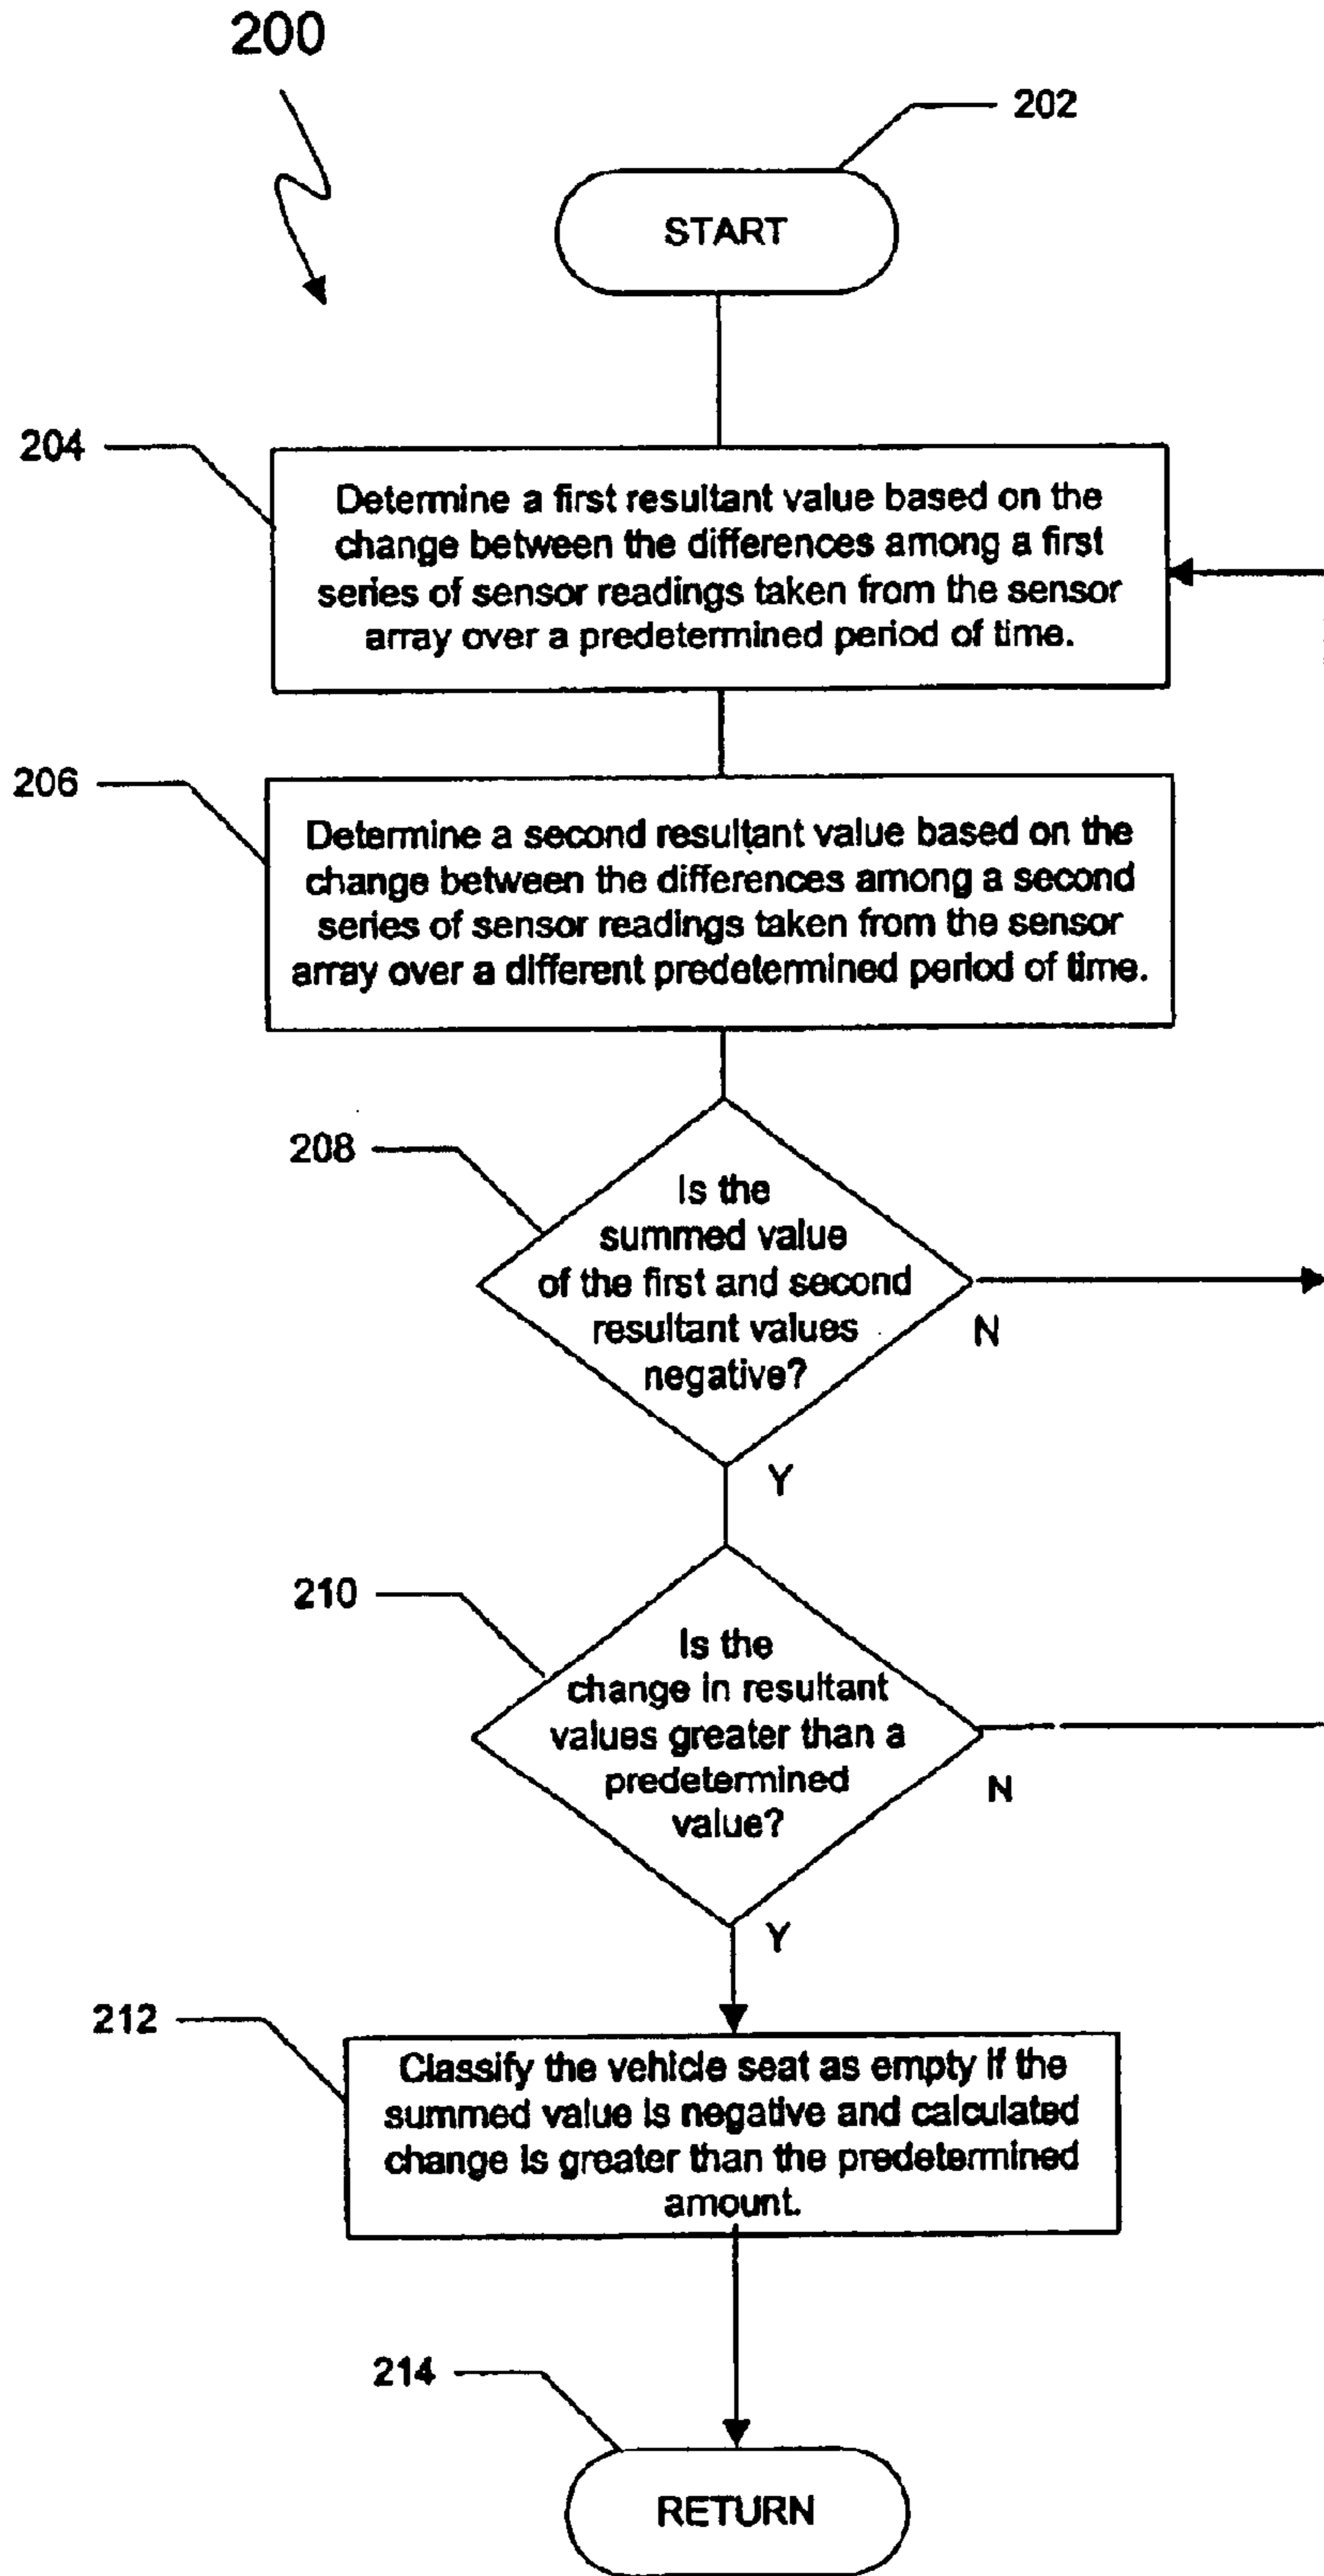 200
202
START
204
Determine a first resultant value based on the
change between the differences among a first
series of sensor readings taken from the sensor
array over a predetermined period of time.
206
Determine a second resultant value based on the
change between the differences among a second
series of sensor readings taken from the sensor
array over a different predetermined period of time.
208
Is the
summed value
of the first and second
resultant values
negative?
N
Y
210
Is the
change in resultant
values greater than a
predetermined
value?
N
Y
212
Classify the vehicle seat as empty if the
summed value is negative and calculated
change is greater than the predetermined
amount.
214
RETURN